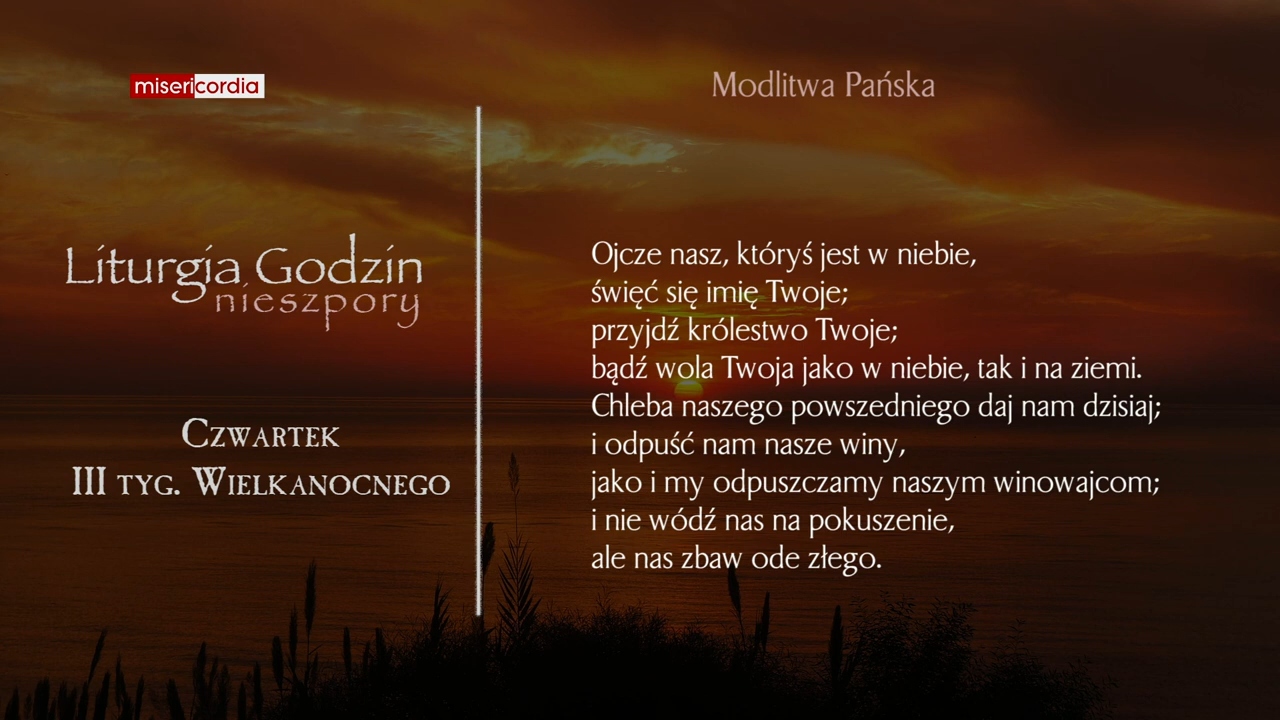 misericordia
Liturgia Godzin
nieszpory
Czwartek
III tyg. Wielkanocnego
Modlitwa Pańska
Ojcze nasz, któryś jest w niebie,
święć się imię Twoje;
przyjdź królestwo Twoje;
bądź wola Twoja jako w niebie, tak i na ziemi.
Chleba naszego powszedniego daj nam dzisiaj;
i odpuść nam nasze winy,
jako i my odpuszczamy naszym winowajcom;
i nie wódź nas na pokuszenie,
ale nas zbaw ode złego.